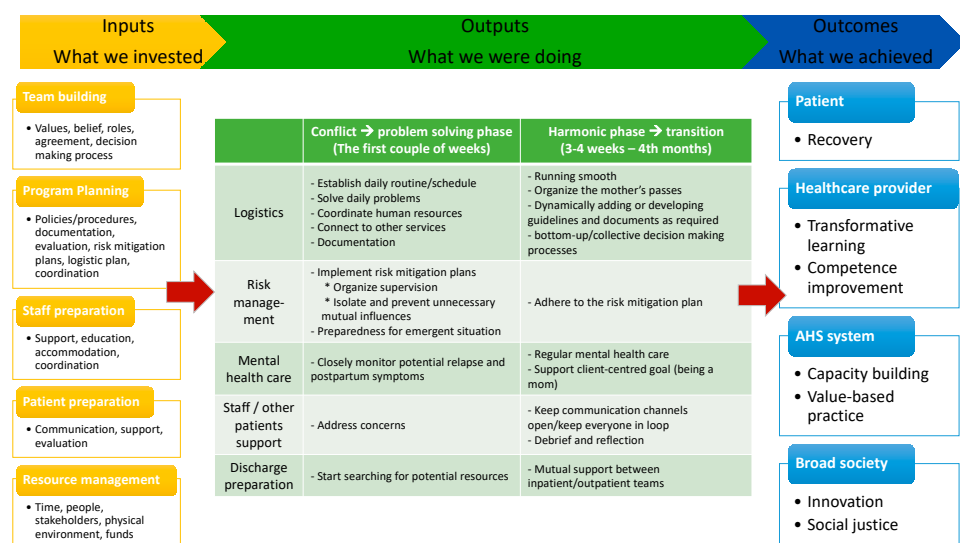 Inputs
What we invested
Outputs
What we were doing
Outcomes
What we achieved
Team building
• Values, belief, roles,
agreement, decision
making process
Program Planning
• Policies/procedures,
documentation,
evaluation, risk mitigation
plans, logistic plan,
coordination
Staff preparation
• Support, education,
accommodation,
coordination
Patient preparation
• Communication, support,
evaluation
Resource management
• Time, people,
stakeholders, physical
environment, funds
Conflict → problem solving phase
(The first couple of weeks)
Harmonic phase → transition
(3-4 weeks – 4th months)
Logistics
- Establish daily routine/schedule
- Solve daily problems
- Coordinate human resources
- Connect to other services
- Documentation
- Running smooth
- Organize the mother's passes
- Dynamically adding or developing
guidelines and documents as required
- bottom-up/collective decision making
processes
Risk
manage-
ment
- Implement risk mitigation plans
* Organize supervision
* Isolate and prevent unnecessary
mutual influences
- Preparedness for emergent situation
- Adhere to the risk mitigation plan
Mental
health care
- Closely monitor potential relapse and
postpartum symptoms
- Regular mental health care
- Support client-centred goal (being a
mom)
Staff / other
patients
support
- Address concerns
- Keep communication channels
open/keep everyone in loop
- Debrief and reflection
Discharge
preparation
- Start searching for potential resources
- Mutual support between
inpatient/outpatient teams
Patient
• Recovery
Healthcare provider
• Transformative
learning
• Competence
improvement
AHS system
• Capacity building
• Value-based
practice
Broad society
• Innovation
• Social justice